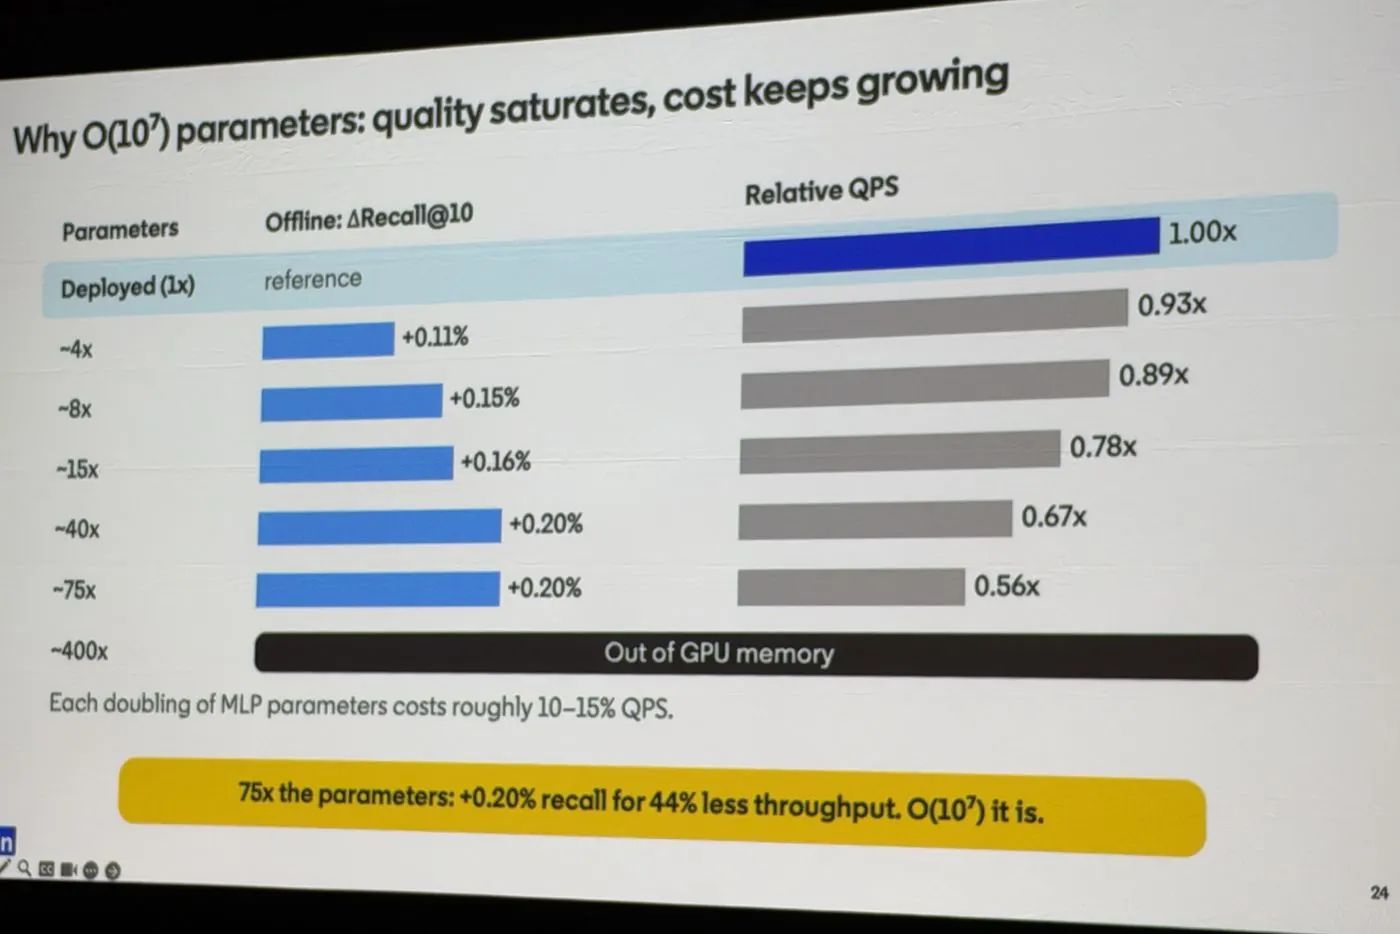 Why O(10⁷) parameters: quality saturates, cost keeps growing
Parameters Offline: ΔRecall@10 Relative QPS
Deployed (1x) reference 1.00x
~4x +0.11% 0.93x
~8x +0.15% 0.89x
~15x +0.16% 0.78x
~40x +0.20% 0.67x
~75x +0.20% 0.56x
~400x Out of GPU memory
Each doubling of MLP parameters costs roughly 10–15% QPS.
75x the parameters: +0.20% recall for 44% less throughput. O(10⁷) it is.
n
CC
24